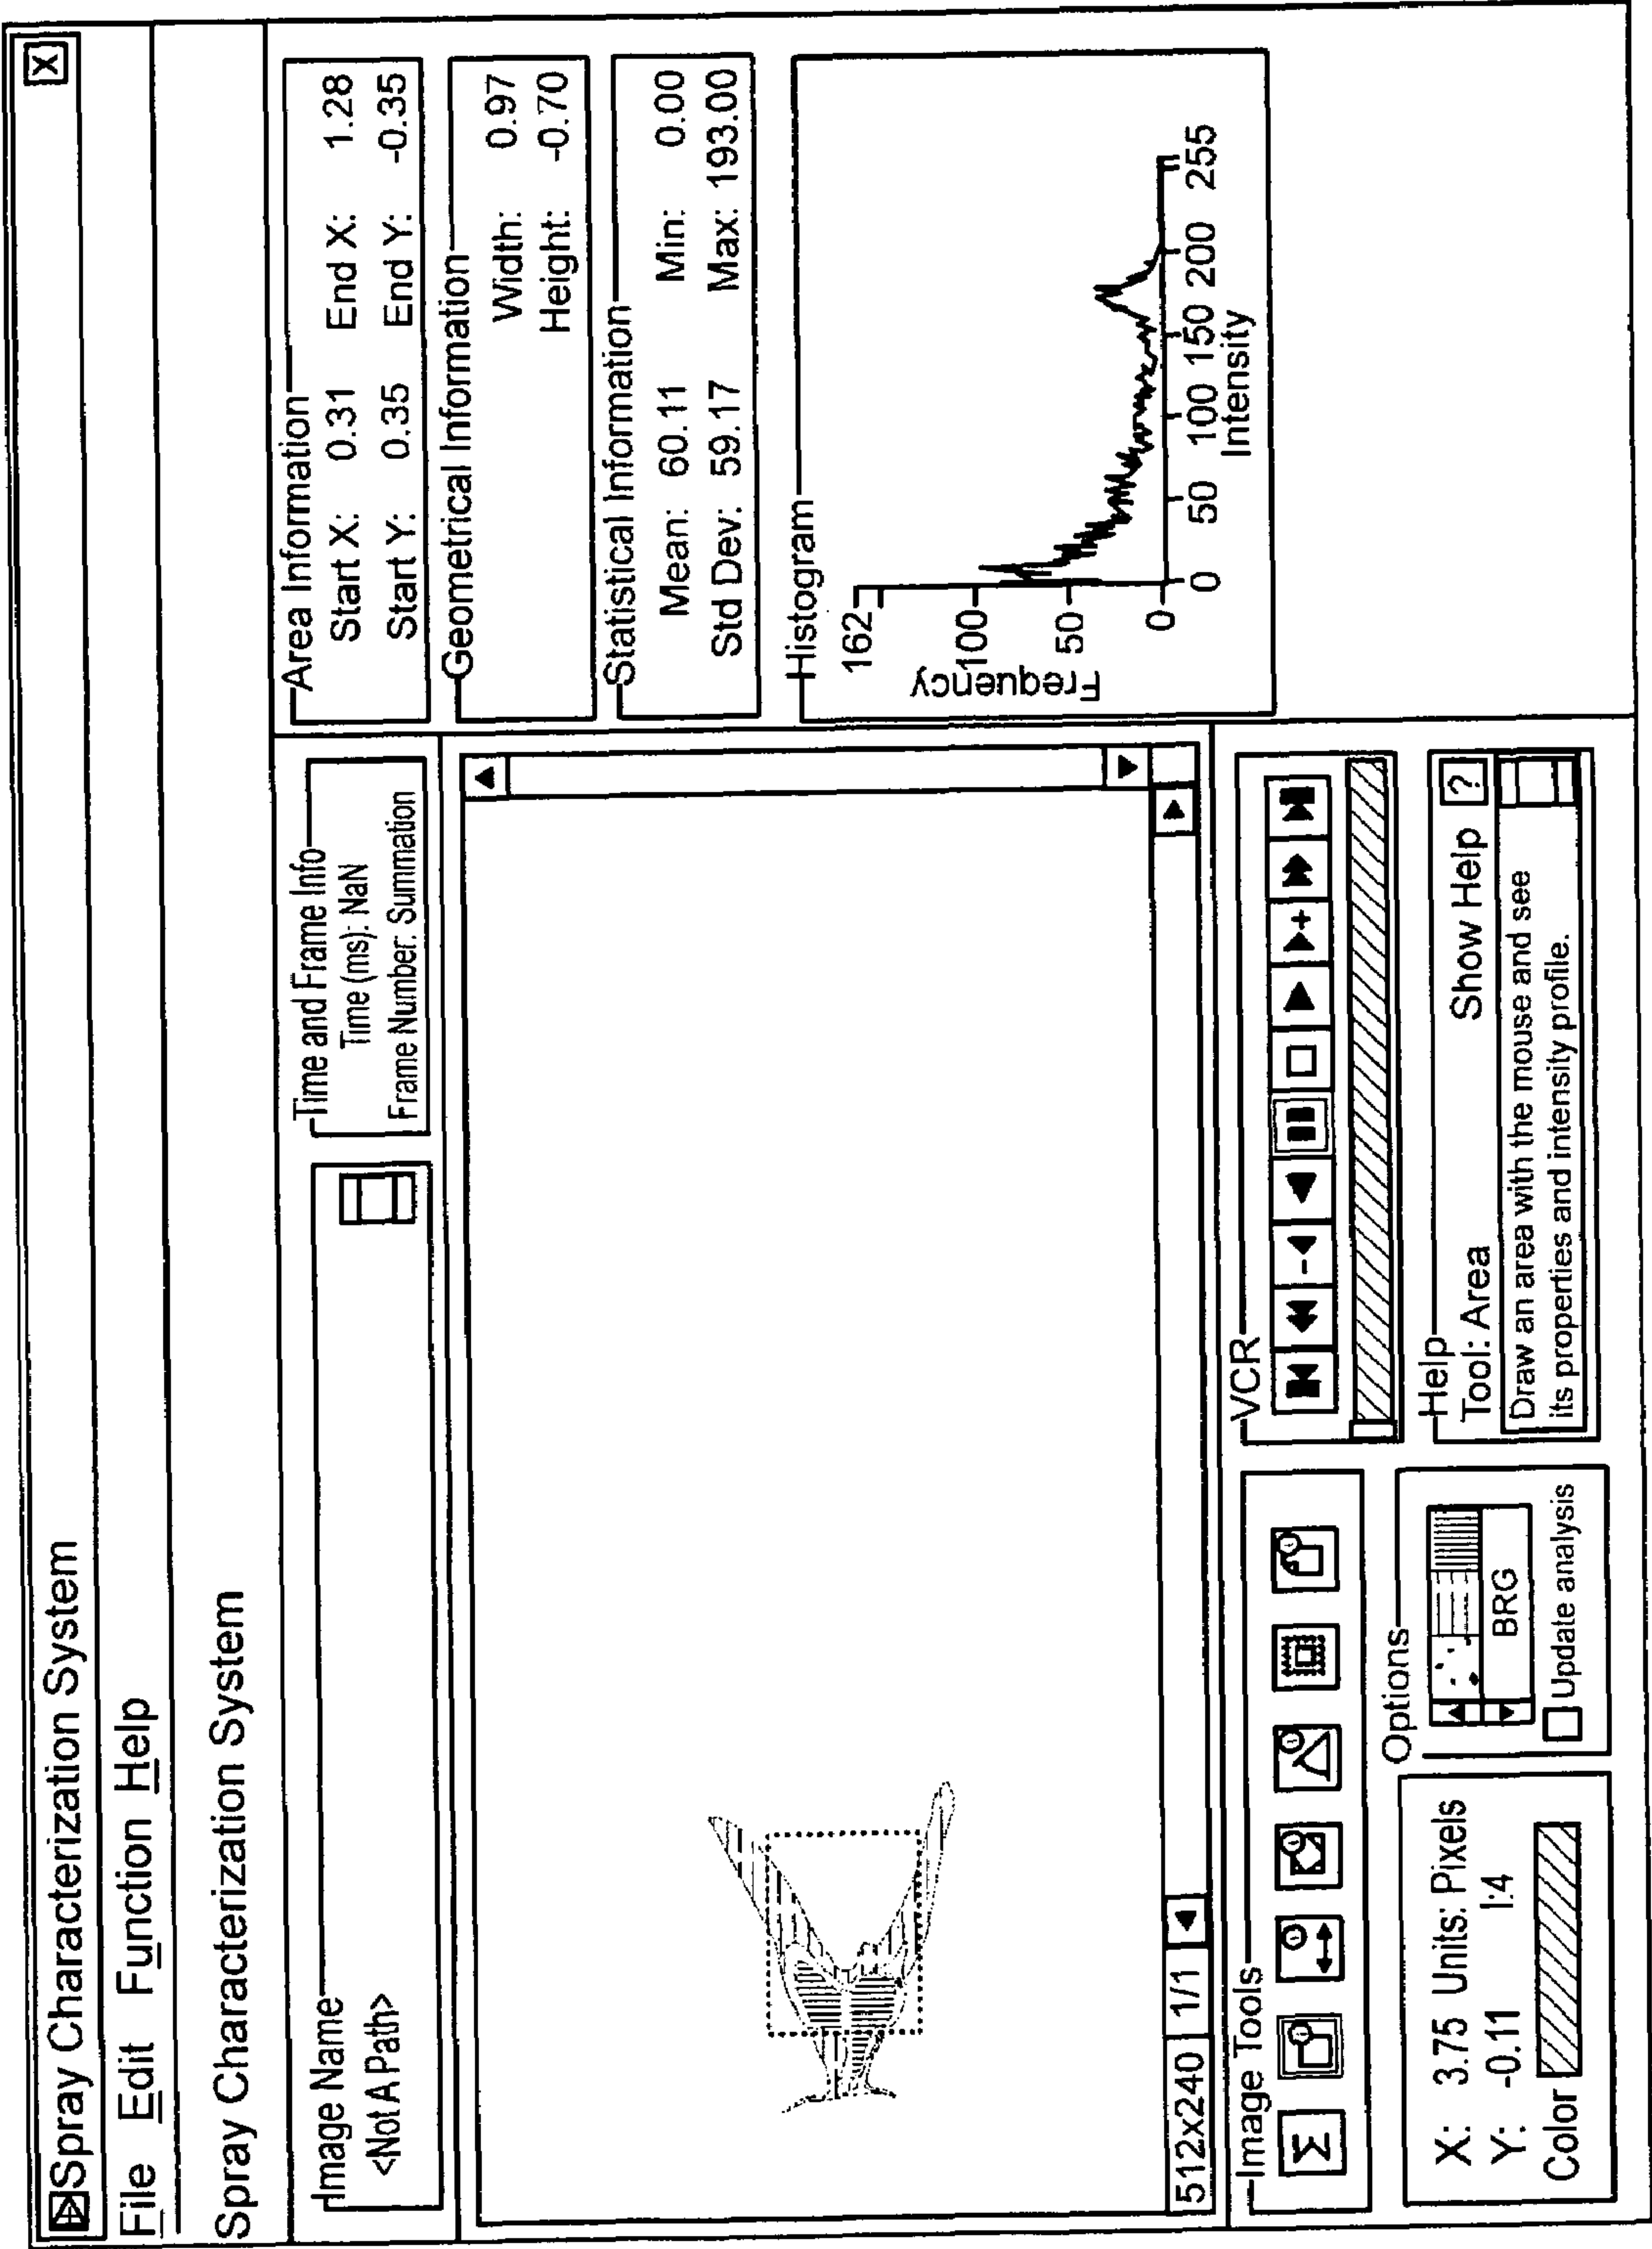 Spray Characterization System X
File Edit Function Help
Spray Characterization System
Image Name
<Not A Path>
Time and Frame Info
Time (ms): NaN
Frame Number: Summation
Area Information
Start X: 0.31 End X: 1.28
Start Y: 0.35 End Y: -0.35
Geometrical Information
Width: 0.97
Height: -0.70
Statistical Information
Mean: 60.11 Min: 0.00
Std Dev: 59.17 Max: 193.00
Histogram
162
100
50
0
Frequency
0 50 100 150 200 255
Intensity
512x240 1/1
Image Tools
Σ
VCR
- +
X: 3.75 Units: Pixels
Y: -0.11 I:4
Color
Options
BRG
Update analysis
Help
Tool: Area Show Help ?
Draw an area with the mouse and see
its properties and intensity profile.